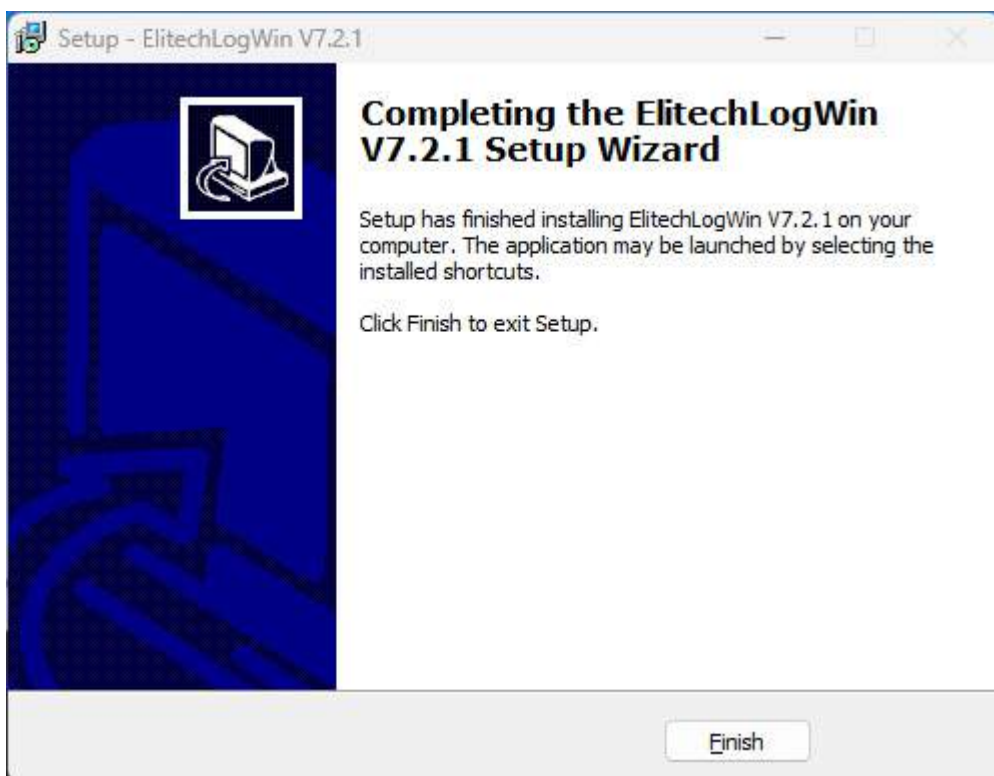 Setup - ElitechLogWin V7.2.1
Completing the ElitechLogWin
V7.2.1 Setup Wizard
Setup has finished installing ElitechLogWin V7.2.1 on your
computer. The application may be launched by selecting the
installed shortcuts.
Click Finish to exit Setup.
Finish